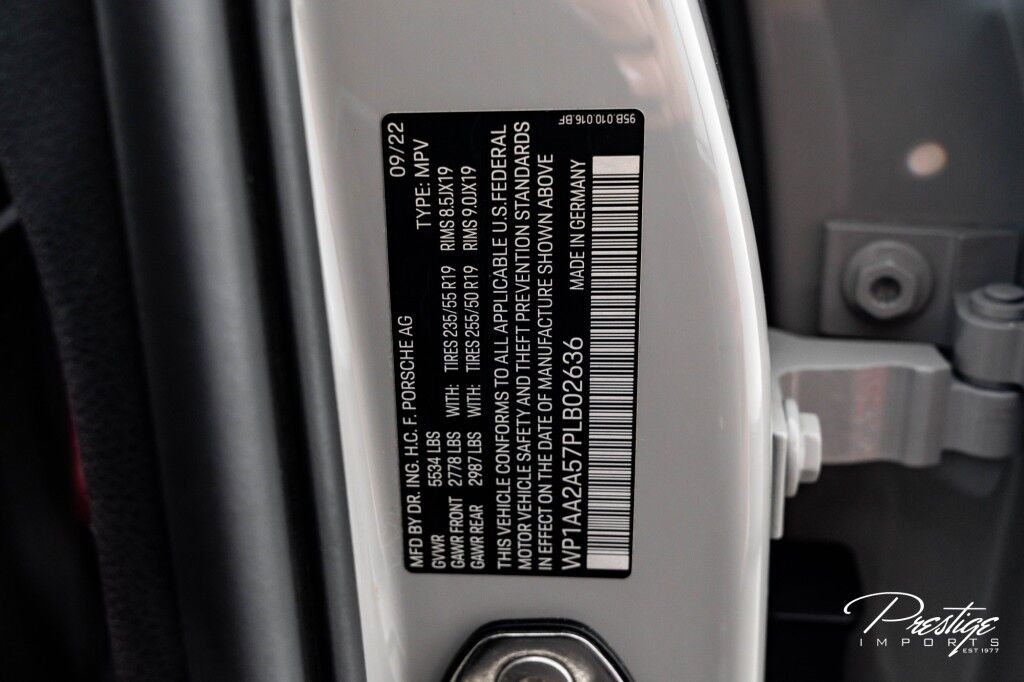 MFD BY DR. ING. H.C. F. PORSCHE AG 09/22
GVWR 5534 LBS TYPE: MPV
GAWR FRONT 2778 LBS WITH: TIRES 235/55 R19 RIMS 8.5JX19
GAWR REAR 2987 LBS WITH: TIRES 255/50 R19 RIMS 9.0JX19
THIS VEHICLE CONFORMS TO ALL APPLICABLE U.S.FEDERAL
MOTOR VEHICLE SAFETY AND THEFT PREVENTION STANDARDS
IN EFFECT ON THE DATE OF MANUFACTURE SHOWN ABOVE
WP1AA2A57PLB02636 MADE IN GERMANY
95B.010.016.BF
Prestige
IMPORTS
EST 1977